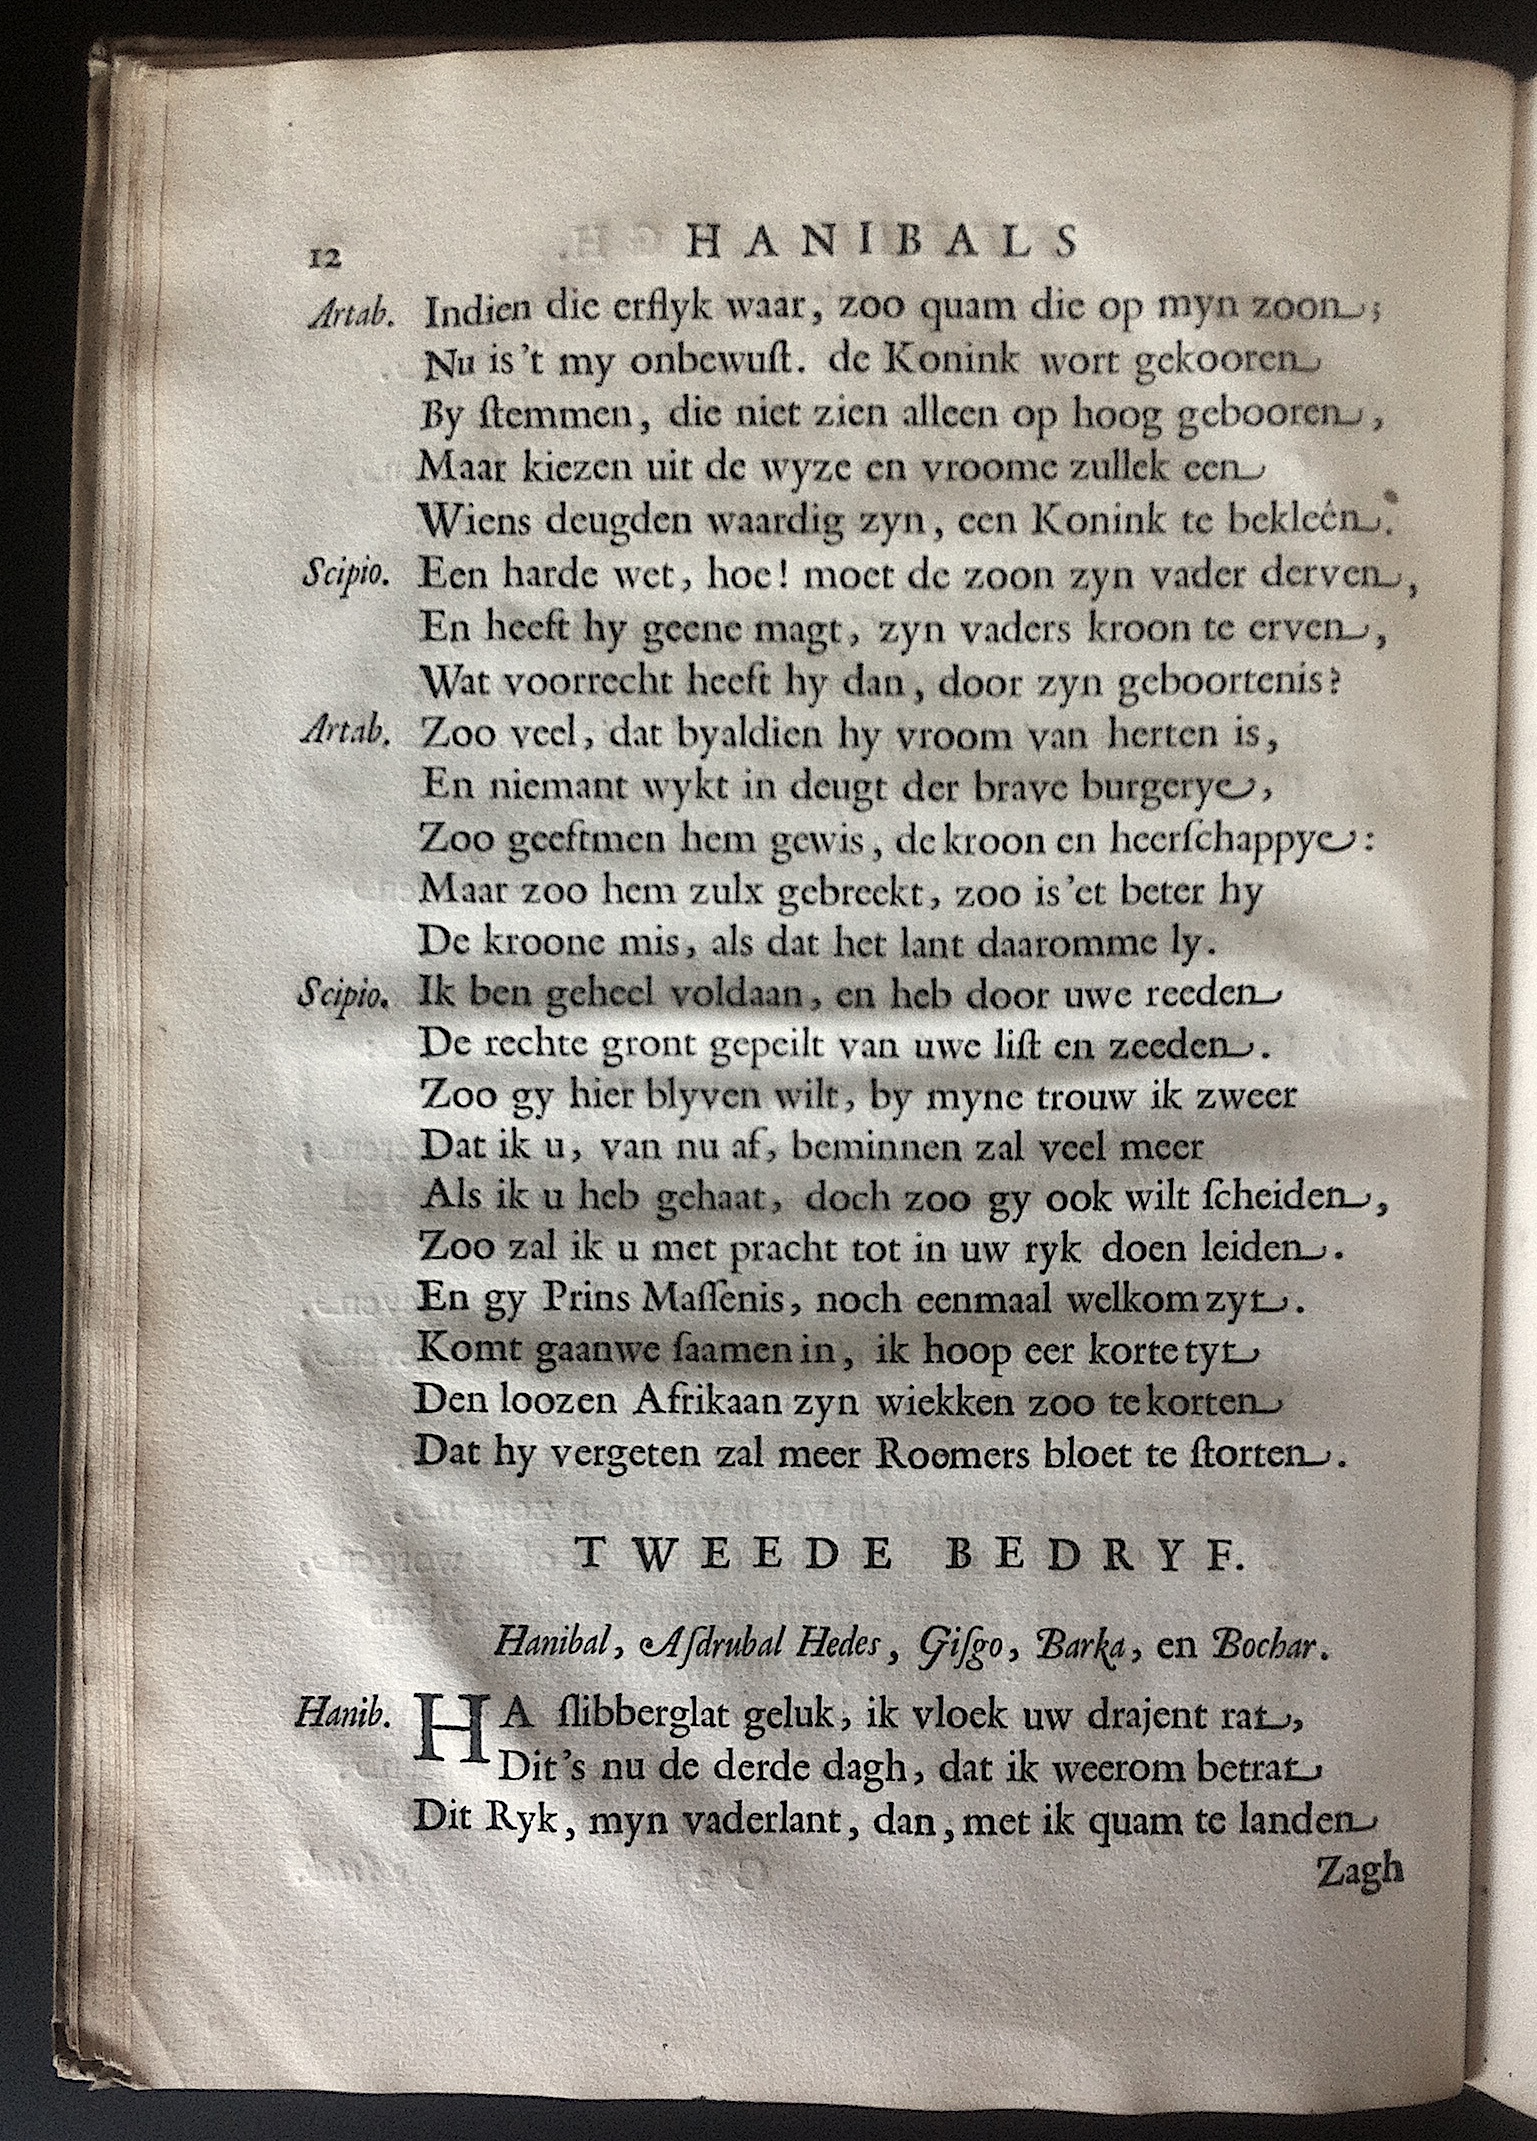 12 HANIBALS
Artab. Indien die erflyk waar, zoo quam die op myn zoon;
Nu is 't my onbewuſt. de Konink wort gekooren
By ſtemmen, die niet zien alleen op hoog gebooren,
Maar kiezen uit de wyze en vroome zullek een
Wiens deugden waardig zyn, een Konink te bekleên.
Scipio. Een harde wet, hoe! moet de zoon zyn vader derven,
En heeft hy geene magt, zyn vaders kroon te erven,
Wat voorrecht heeft hy dan, door zyn geboortenis?
Artab. Zoo veel, dat byaldien hy vroom van herten is,
En niemant wykt in deugt der brave burgerye,
Zoo geeftmen hem gewis, de kroon en heerſchappye:
Maar zoo hem zulx gebreekt, zoo is 'et beter hy
De kroone mis, als dat het lant daaromme ly.
Scipio. Ik ben geheel voldaan, en heb door uwe reeden
De rechte gront gepeilt van uwe liſt en zeeden.
Zoo gy hier blyven wilt, by myne trouw ik zweer
Dat ik u, van nu af, beminnen zal veel meer
Als ik u heb gehaat, doch zoo gy ook wilt ſcheiden,
Zoo zal ik u met pracht tot in uw ryk doen leiden.
En gy Prins Maſſenis, noch eenmaal welkom zyt.
Komt gaanwe ſaamen in, ik hoop eer korte tyt
Den loozen Afrikaan zyn wiekken zoo te korten
Dat hy vergeten zal meer Roomers bloet te ſtorten.
TWEEDE BEDRYF.
Hanibal, Aſdrubal Hedes, Giſgo, Barka, en Bochar.
Hanib. HA ſlibberglat geluk, ik vloek uw drajent rat,
Dit's nu de derde dagh, dat ik weerom betrat
Dit Ryk, myn vaderlant, dan, met ik quam te landen
Zagh